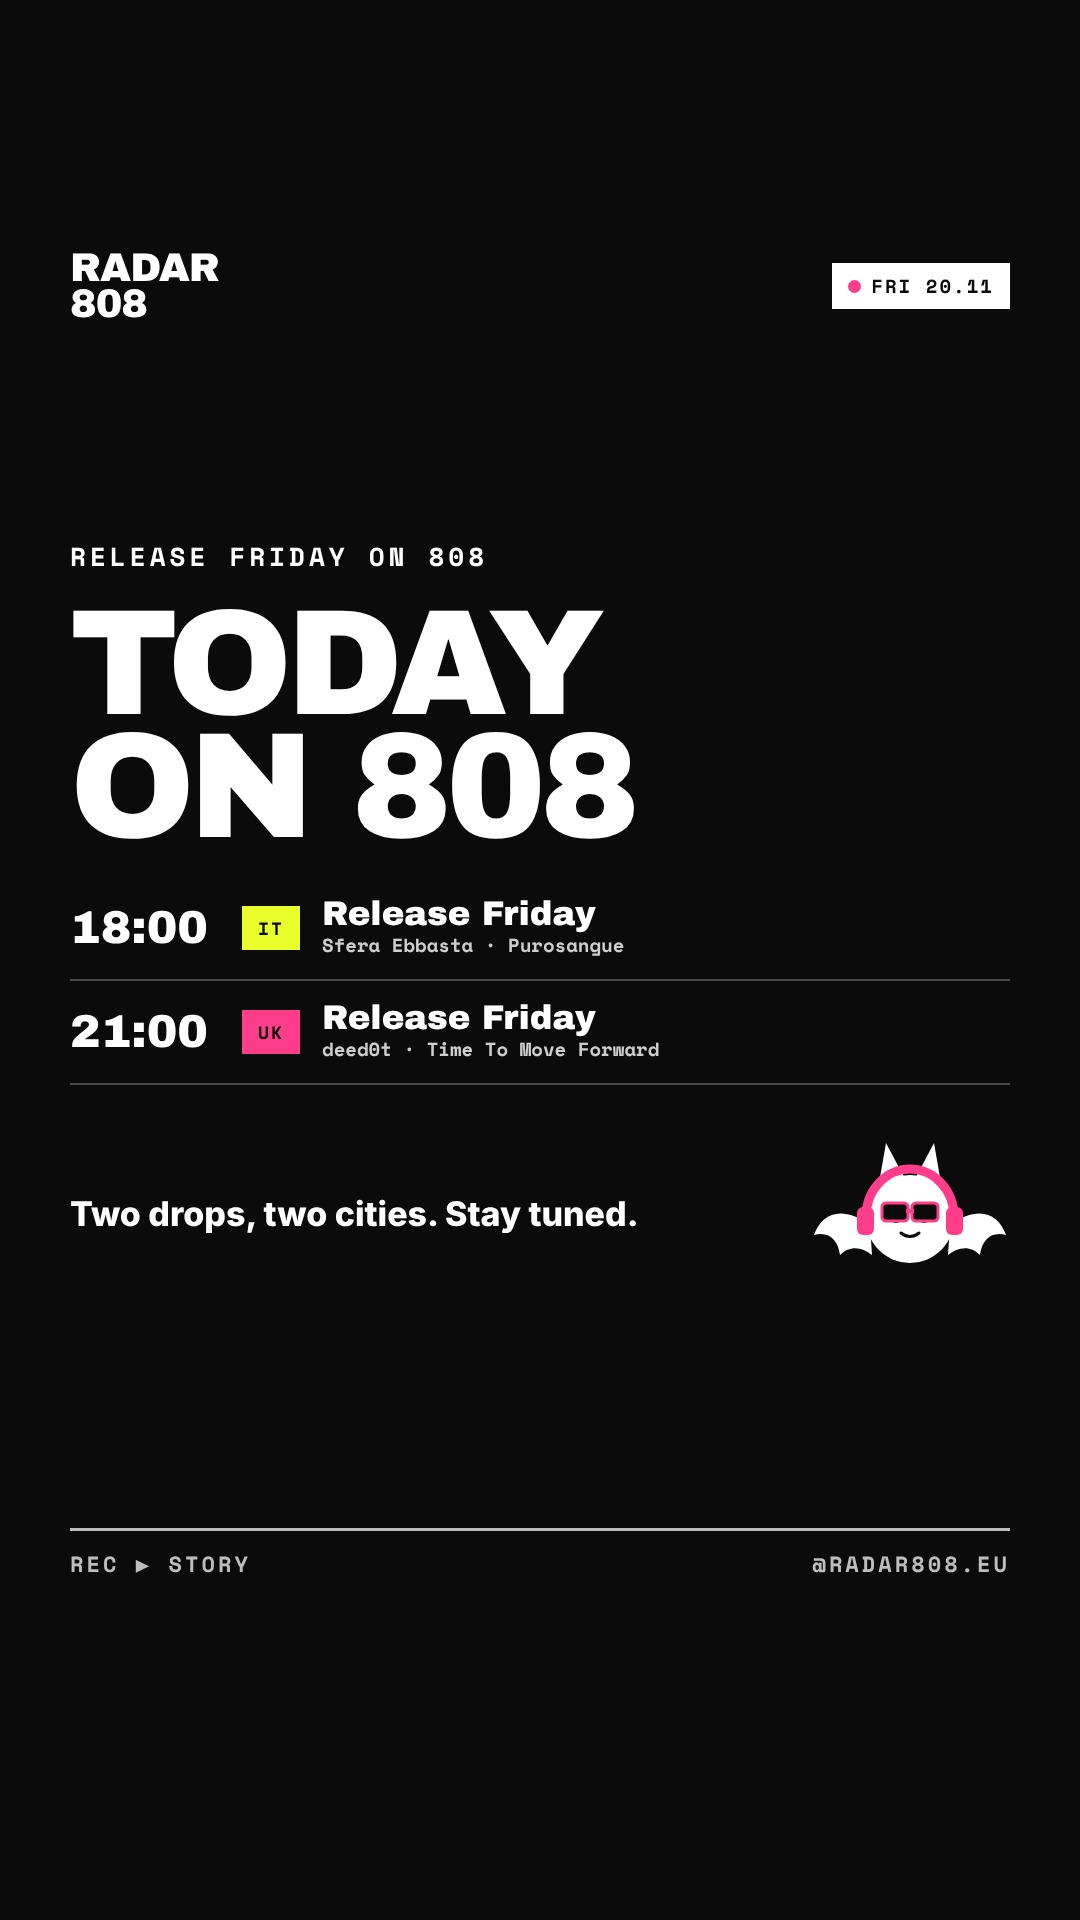 RADAR
808
FRI 20.11
RELEASE FRIDAY ON 808
TODAY
ON 808
18:00 IT Release Friday
Sfera Ebbasta · Purosangue
21:00 UK Release Friday
deed0t · Time To Move Forward
Two drops, two cities. Stay tuned.
REC ▶ STORY
@RADAR808.EU